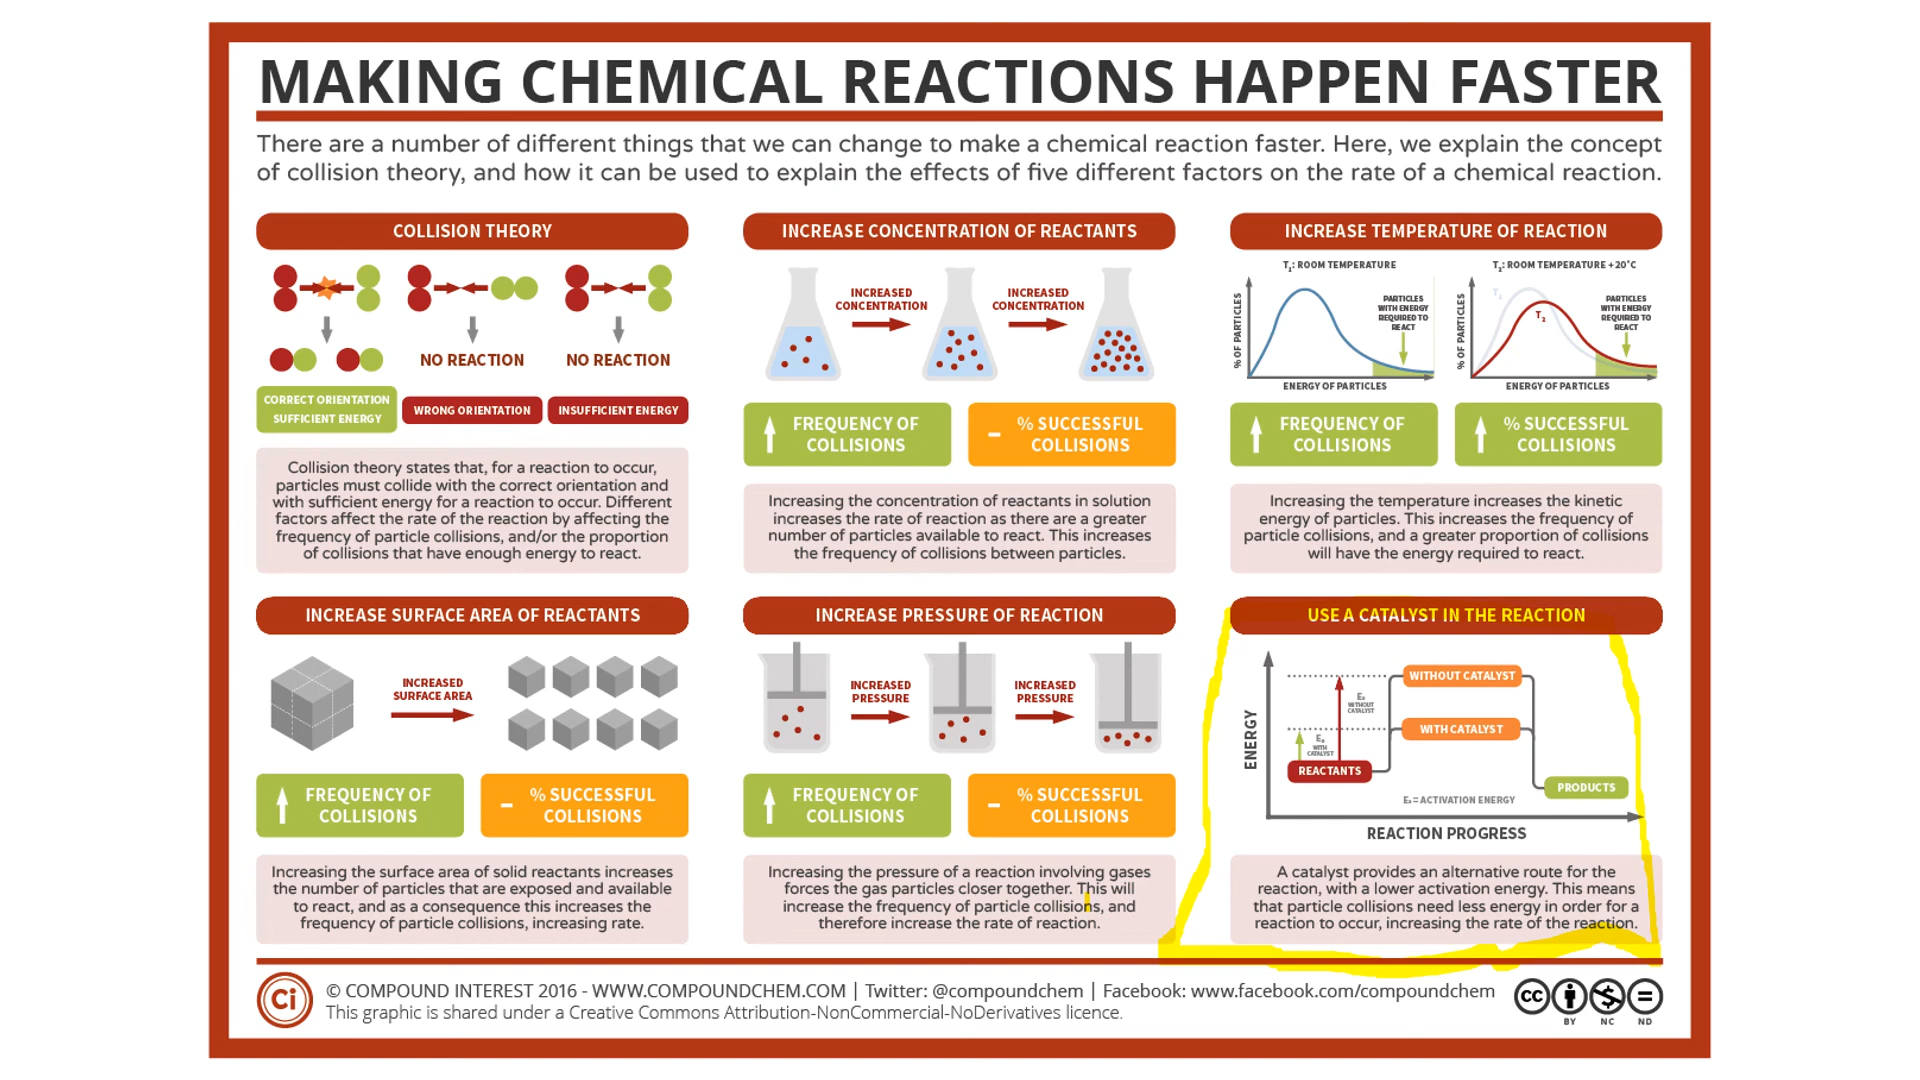 MAKING CHEMICAL REACTIONS HAPPEN FASTER
There are a number of different things that we can change to make a chemical reaction faster. Here, we explain the concept
of collision theory, and how it can be used to explain the effects of five different factors on the rate of a chemical reaction.
COLLISION THEORY
NO REACTION
NO REACTION
CORRECT ORIENTATION
SUFFICIENT ENERGY
WRONG ORIENTATION
INSUFFICIENT ENERGY
Collision theory states that, for a reaction to occur,
particles must collide with the correct orientation and
with sufficient energy for a reaction to occur. Different
factors affect the rate of the reaction by affecting the
frequency of particle collisions, and/or the proportion
of collisions that have enough energy to react.
INCREASE CONCENTRATION OF REACTANTS
INCREASED
CONCENTRATION
INCREASED
CONCENTRATION
FREQUENCY OF
COLLISIONS
– % SUCCESSFUL
COLLISIONS
Increasing the concentration of reactants in solution
increases the rate of reaction as there are a greater
number of particles available to react. This increases
the frequency of collisions between particles.
INCREASE TEMPERATURE OF REACTION
T₁: ROOM TEMPERATURE
% OF PARTICLES
PARTICLES
WITH ENERGY
REQUIRED TO
REACT
ENERGY OF PARTICLES
T₂: ROOM TEMPERATURE +20°C
% OF PARTICLES
T₁
T₂
PARTICLES
WITH ENERGY
REQUIRED TO
REACT
ENERGY OF PARTICLES
FREQUENCY OF
COLLISIONS
% SUCCESSFUL
COLLISIONS
Increasing the temperature increases the kinetic
energy of particles. This increases the frequency of
particle collisions, and a greater proportion of collisions
will have the energy required to react.
INCREASE SURFACE AREA OF REACTANTS
INCREASED
SURFACE AREA
FREQUENCY OF
COLLISIONS
– % SUCCESSFUL
COLLISIONS
Increasing the surface area of solid reactants increases
the number of particles that are exposed and available
to react, and as a consequence this increases the
frequency of particle collisions, increasing rate.
INCREASE PRESSURE OF REACTION
INCREASED
PRESSURE
INCREASED
PRESSURE
FREQUENCY OF
COLLISIONS
– % SUCCESSFUL
COLLISIONS
Increasing the pressure of a reaction involving gases
forces the gas particles closer together. This will
increase the frequency of particle collisions, and
therefore increase the rate of reaction.
USE A CATALYST IN THE REACTION
ENERGY
WITHOUT CATALYST
Eₐ
WITHOUT
CATALYST
WITH CATALYST
Eₐ
WITH
CATALYST
REACTANTS
PRODUCTS
Eₐ = ACTIVATION ENERGY
REACTION PROGRESS
A catalyst provides an alternative route for the
reaction, with a lower activation energy. This means
that particle collisions need less energy in order for a
reaction to occur, increasing the rate of the reaction.
Ci
© COMPOUND INTEREST 2016 - WWW.COMPOUNDCHEM.COM | Twitter: @compoundchem | Facebook: www.facebook.com/compoundchem
This graphic is shared under a Creative Commons Attribution-NonCommercial-NoDerivatives licence.
CC
BY NC ND